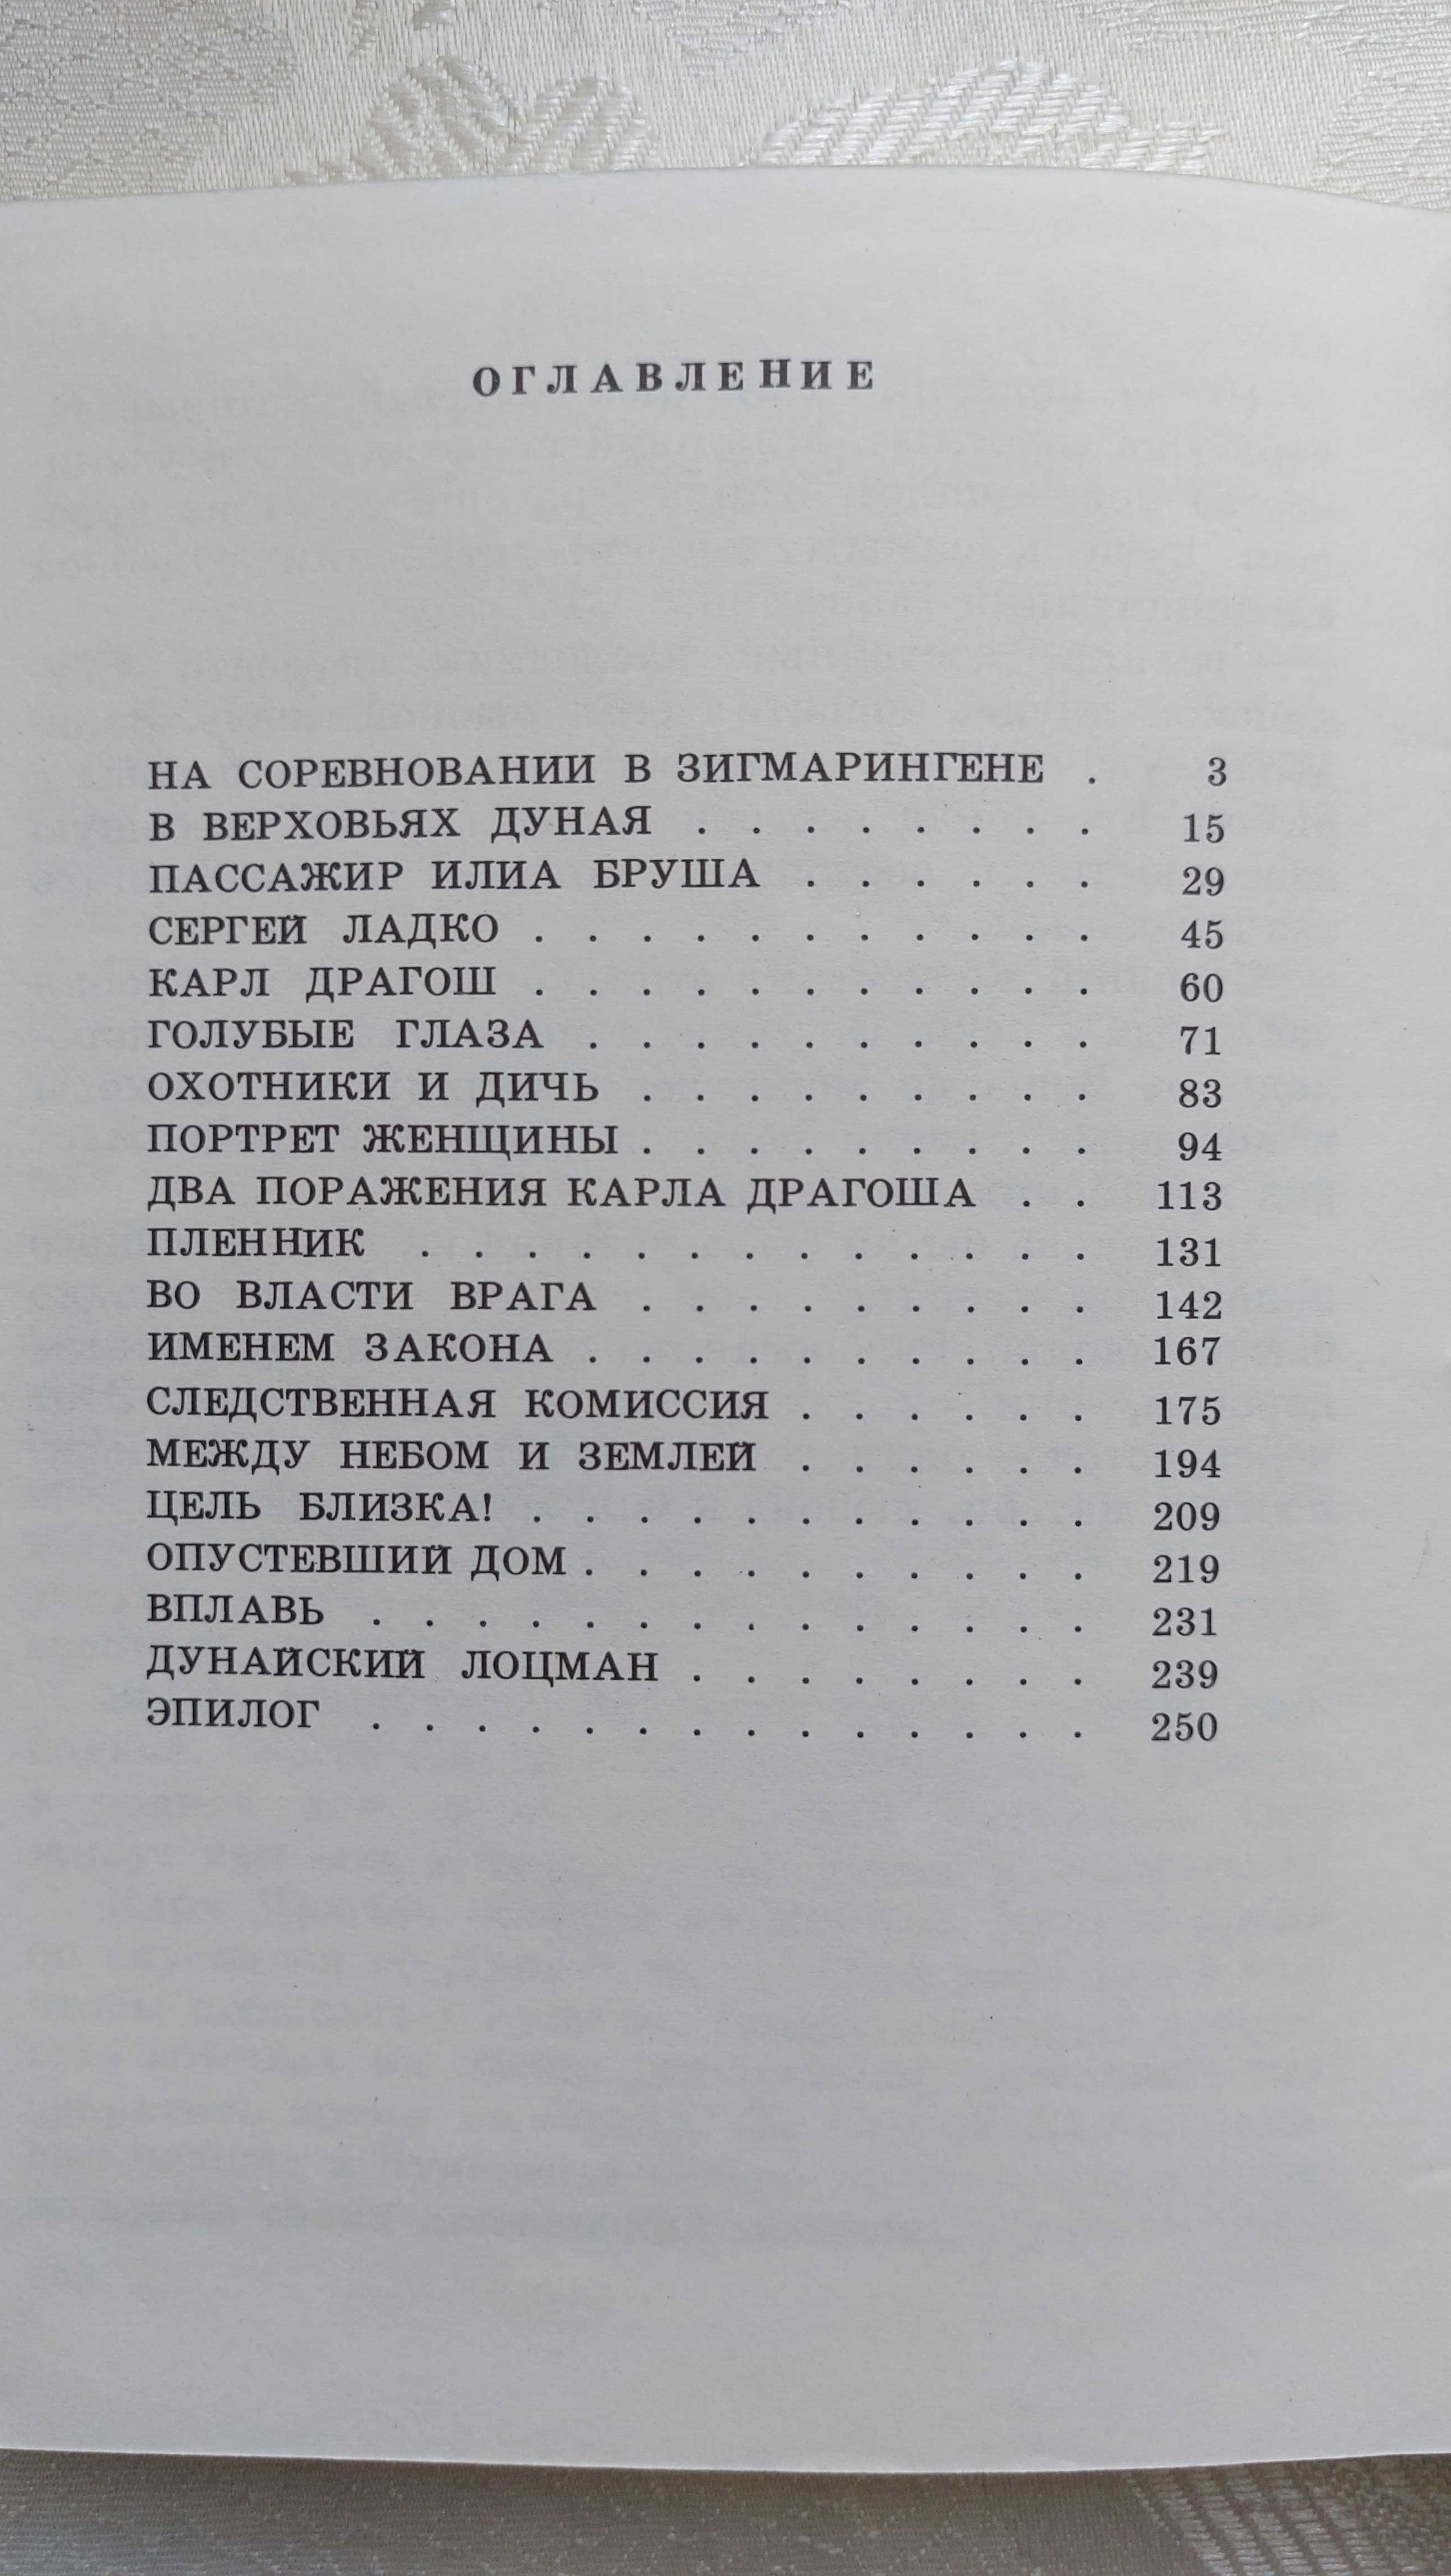 ОГЛАВЛЕНИЕ
НА СОРЕВНОВАНИИ В ЗИГМАРИНГЕНЕ . 3
В ВЕРХОВЬЯХ ДУНАЯ . . . . . . . . 15
ПАССАЖИР ИЛИА БРУША . . . . . . 29
СЕРГЕЙ ЛАДКО . . . . . . . . . . . 45
КАРЛ ДРАГОШ . . . . . . . . . . . 60
ГОЛУБЫЕ ГЛАЗА . . . . . . . . . . 71
ОХОТНИКИ И ДИЧЬ . . . . . . . . . 83
ПОРТРЕТ ЖЕНЩИНЫ . . . . . . . . . 94
ДВА ПОРАЖЕНИЯ КАРЛА ДРАГОША . . 113
ПЛЕННИК . . . . . . . . . . . . . 131
ВО ВЛАСТИ ВРАГА . . . . . . . . . 142
ИМЕНЕМ ЗАКОНА . . . . . . . . . . 167
СЛЕДСТВЕННАЯ КОМИССИЯ . . . . . . 175
МЕЖДУ НЕБОМ И ЗЕМЛЕЙ . . . . . . 194
ЦЕЛЬ БЛИЗКА! . . . . . . . . . . . 209
ОПУСТЕВШИЙ ДОМ . . . . . . . . . . 219
ВПЛАВЬ . . . . . . . . . . . . . . 231
ДУНАЙСКИЙ ЛОЦМАН . . . . . . . . 239
ЭПИЛОГ . . . . . . . . . . . . . . 250